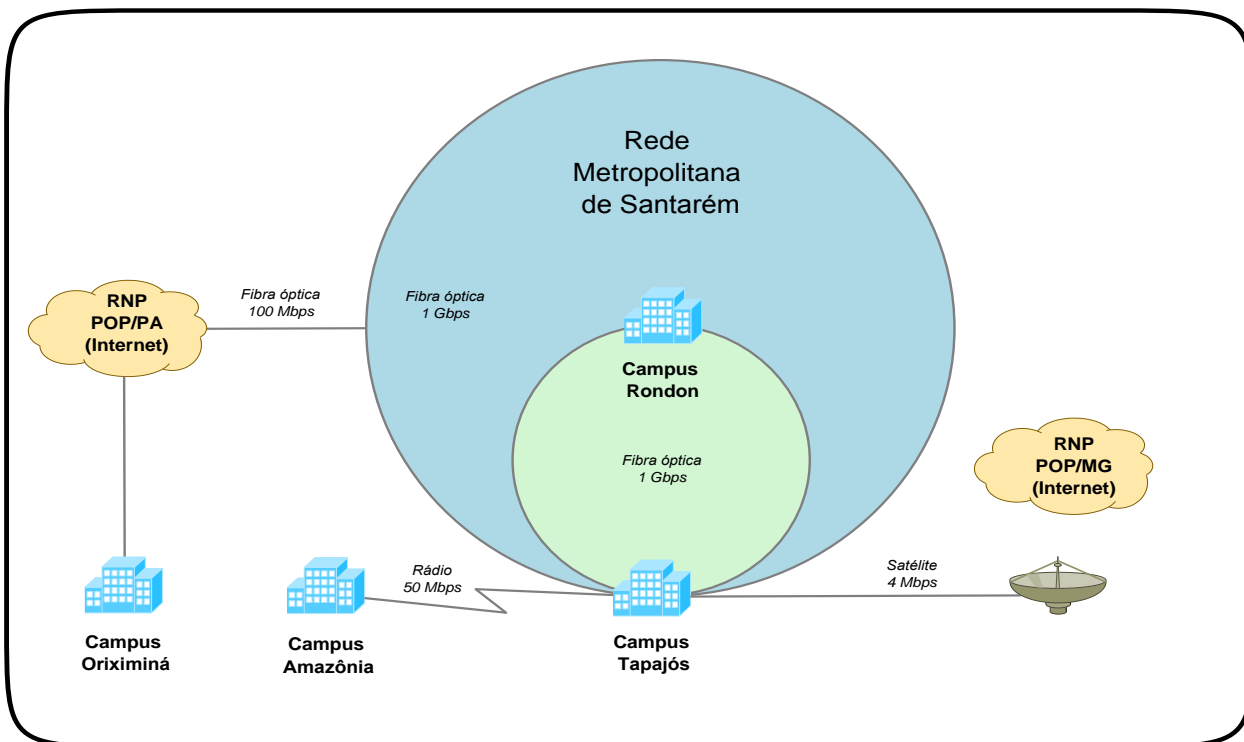 Rede
Metropolitana
de Santarém
RNP
POP/PA
(Internet)
Fibra óptica
100 Mbps
Fibra óptica
1 Gbps
Campus
Rondon
Fibra óptica
1 Gbps
RNP
POP/MG
(Internet)
Rádio
50 Mbps
Satélite
4 Mbps
Campus
Oriximiná
Campus
Amazônia
Campus
Tapajós